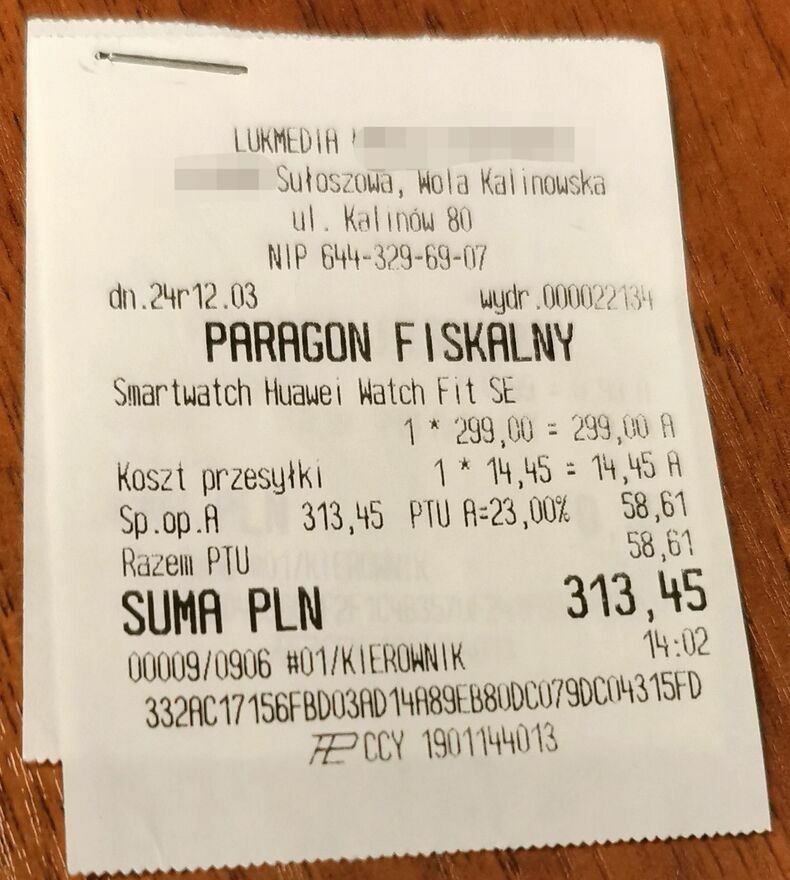 LUKMEDIA
Sułoszowa, Wola Kalinowska
ul. Kalinów 80
NIP 644-329-69-07
dn.24r12.03 wydr.000022134
PARAGON FISKALNY
Smartwatch Huawei Watch Fit SE
1 * 299,00 = 299,00 A
Koszt przesyłki 1 * 14,45 = 14,45 A
Sp.op.A 313,45 PTU A=23,00% 58,61
Razem PTU 58,61
SUMA PLN 313,45
00009/0906 #01/KIEROWNIK 14:02
332AC17156FBD03AD14A89EB80DC079DC04315FD
CCY 1901144013